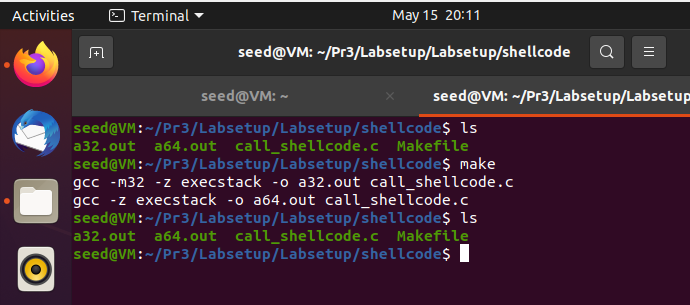 Activities Terminal May 15 20:11
seed@VM: ~/Pr3/Labsetup/Labsetup/shellcode
seed@VM: ~ × seed@VM: ~/Pr3/Labsetup/Labsetup
seed@VM:~/Pr3/Labsetup/Labsetup/shellcode$ ls
a32.out a64.out call_shellcode.c Makefile
seed@VM:~/Pr3/Labsetup/Labsetup/shellcode$ make
gcc -m32 -z execstack -o a32.out call_shellcode.c
gcc -z execstack -o a64.out call_shellcode.c
seed@VM:~/Pr3/Labsetup/Labsetup/shellcode$ ls
a32.out a64.out call_shellcode.c Makefile
seed@VM:~/Pr3/Labsetup/Labsetup/shellcode$